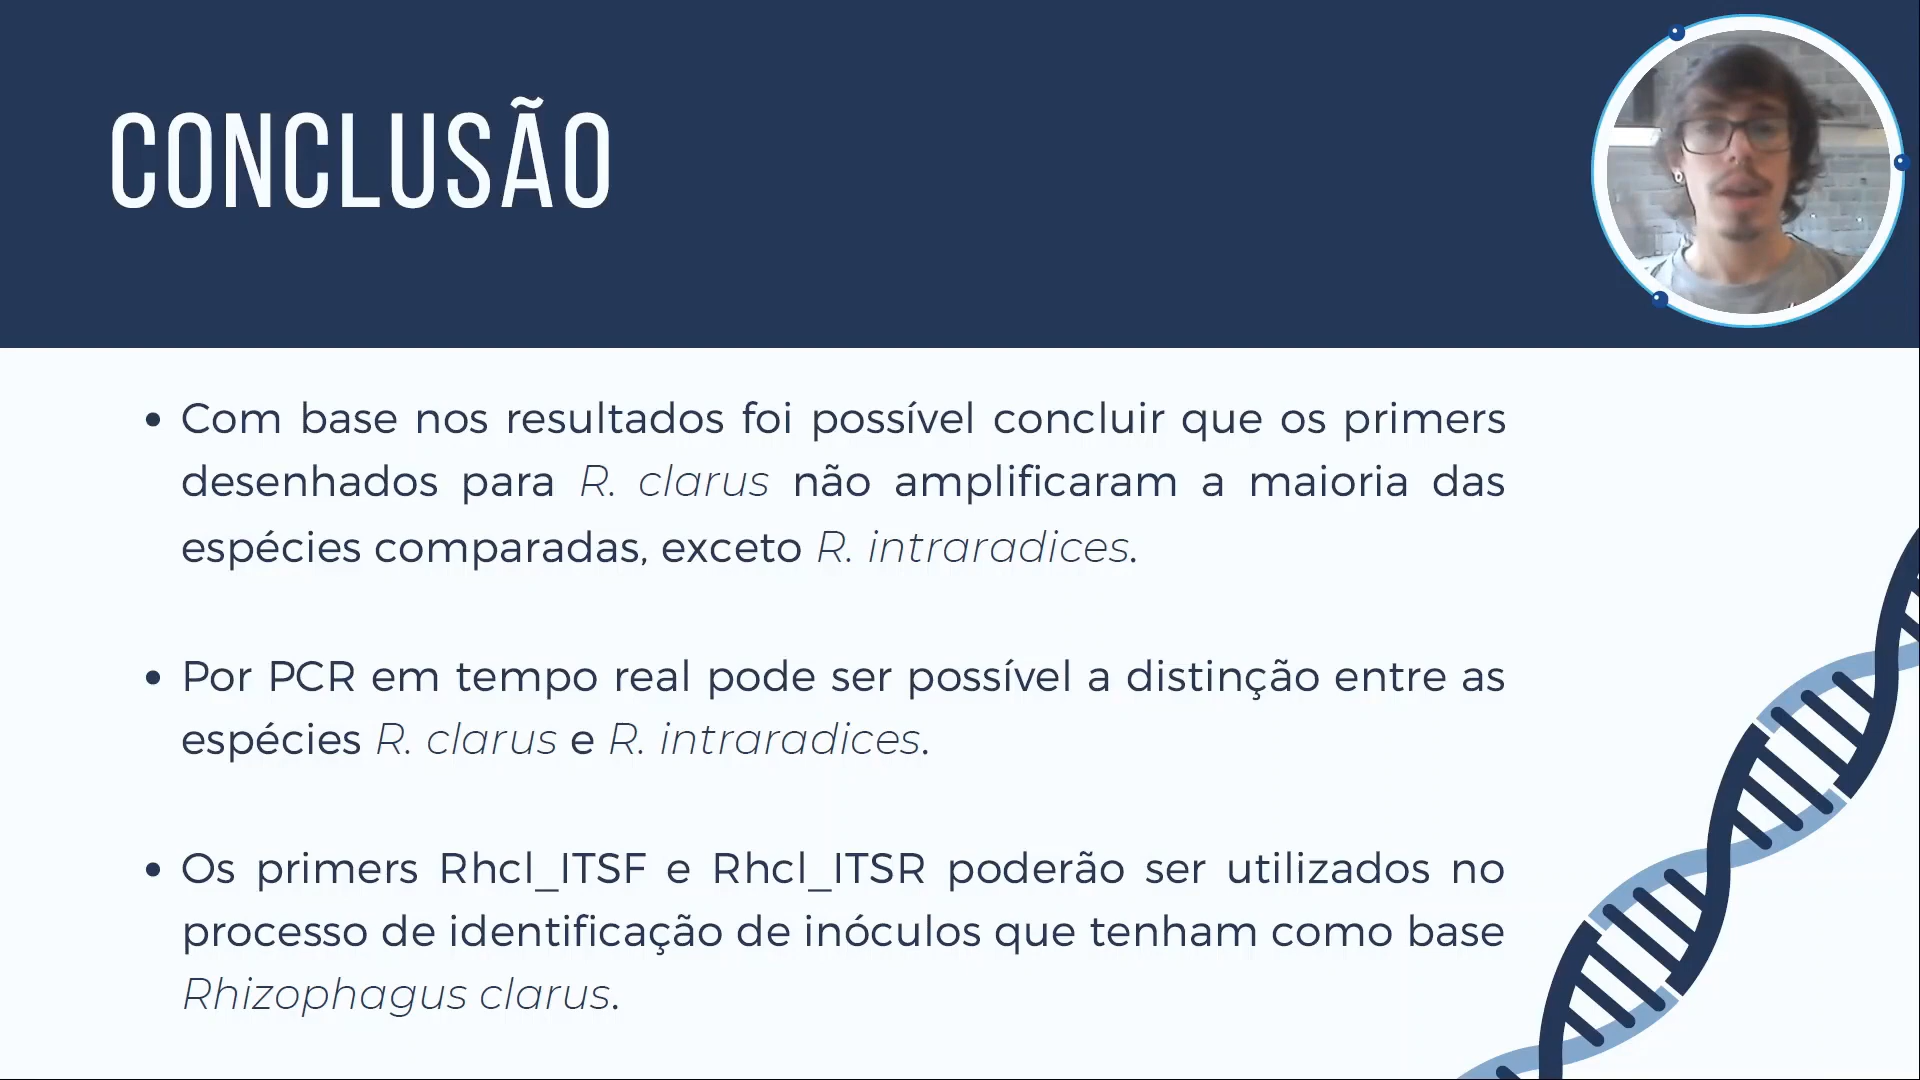 CONCLUSÃO
• Com base nos resultados foi possível concluir que os primers
desenhados para R. clarus não amplificaram a maioria das
espécies comparadas, exceto R. intraradices.
• Por PCR em tempo real pode ser possível a distinção entre as
espécies R. clarus e R. intraradices.
• Os primers Rhcl_ITSF e Rhcl_ITSR poderão ser utilizados no
processo de identificação de inóculos que tenham como base
Rhizophagus clarus.